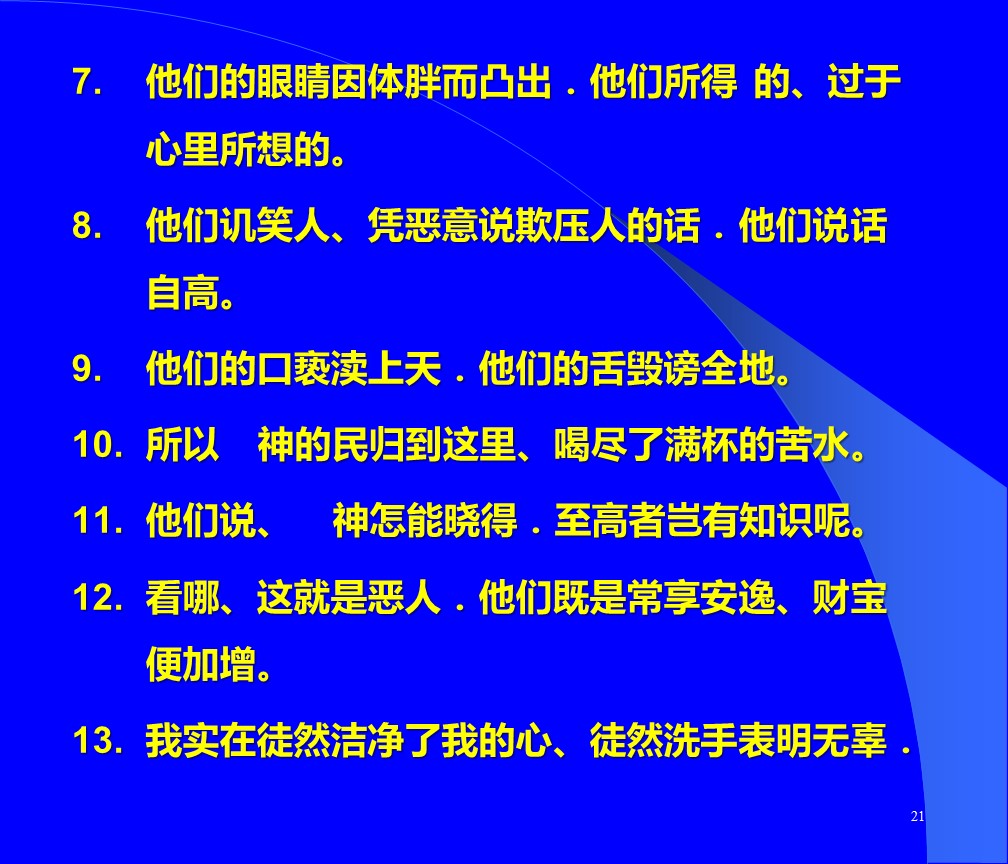 7. 他们的眼睛因体胖而凸出．他们所得 的、过于
心里所想的。
8. 他们讥笑人、凭恶意说欺压人的话．他们说话
自高。
9. 他们的口亵渎上天．他们的舌毁谤全地。
10. 所以　神的民归到这里、喝尽了满杯的苦水。
11. 他们说、　神怎能晓得．至高者岂有知识呢。
12. 看哪、这就是恶人．他们既是常享安逸、财宝
便加增。
13. 我实在徒然洁净了我的心、徒然洗手表明无辜．
21